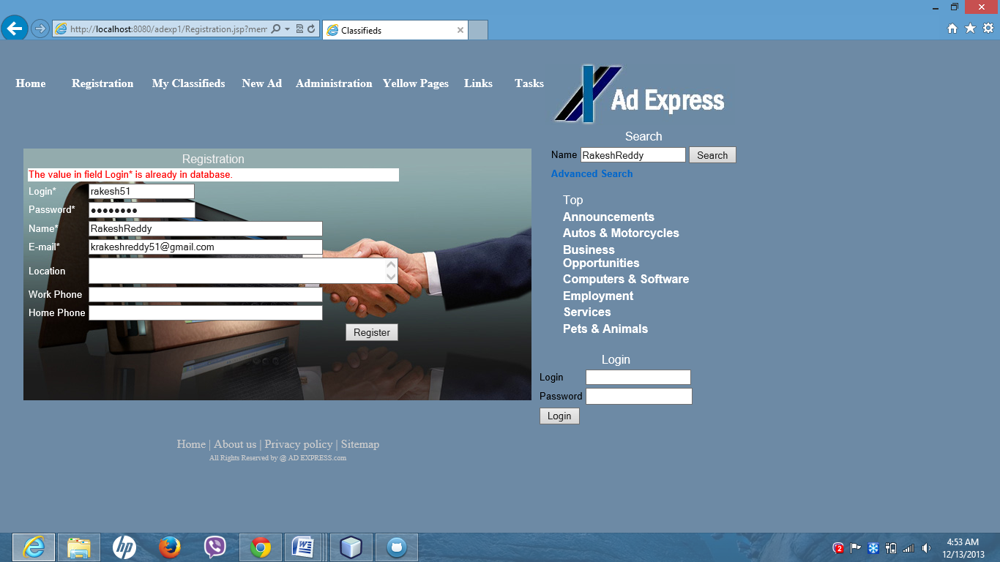 http://localhost:8080/adexp1/Registration.jsp?mem
Classifieds
Home Registration My Classifieds New Ad Administration Yellow Pages Links Tasks
Ad Express
Search
Name RakeshReddy Search
Advanced Search
Registration
The value in field Login* is already in database.
Login* rakesh51
Password* ●●●●●●●●
Name* RakeshReddy
E-mail* krakeshreddy51@gmail.com
Location
Work Phone
Home Phone
Register
Top
Announcements
Autos & Motorcycles
Business
Opportunities
Computers & Software
Employment
Services
Pets & Animals
Login
Login
Password
Login
Home | About us | Privacy policy | Sitemap
All Rights Reserved by @ AD EXPRESS.com
hp
W
2
4:53 AM
12/13/2013